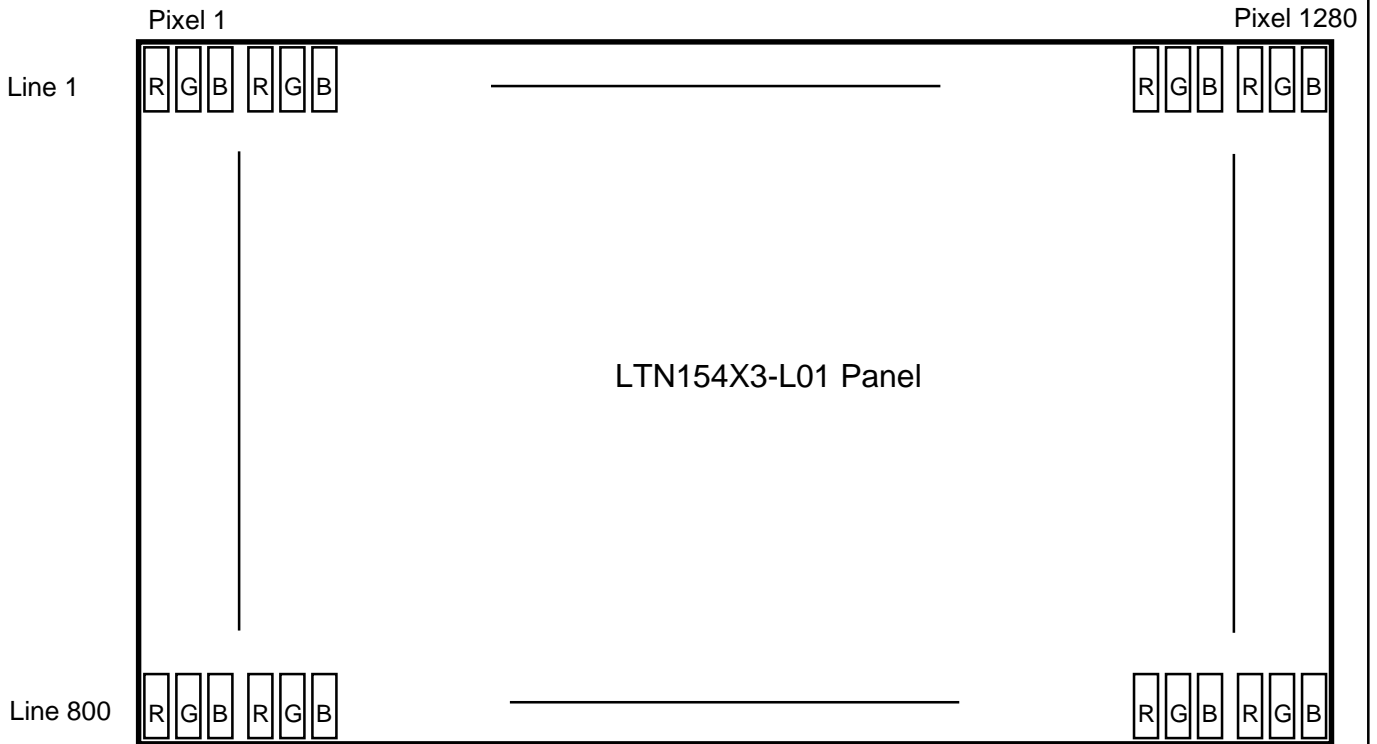 Pixel 1 Pixel 1280
Line 1 R G B R G B R G B R G B
LTN154X3-L01 Panel
Line 800 R G B R G B R G B R G B